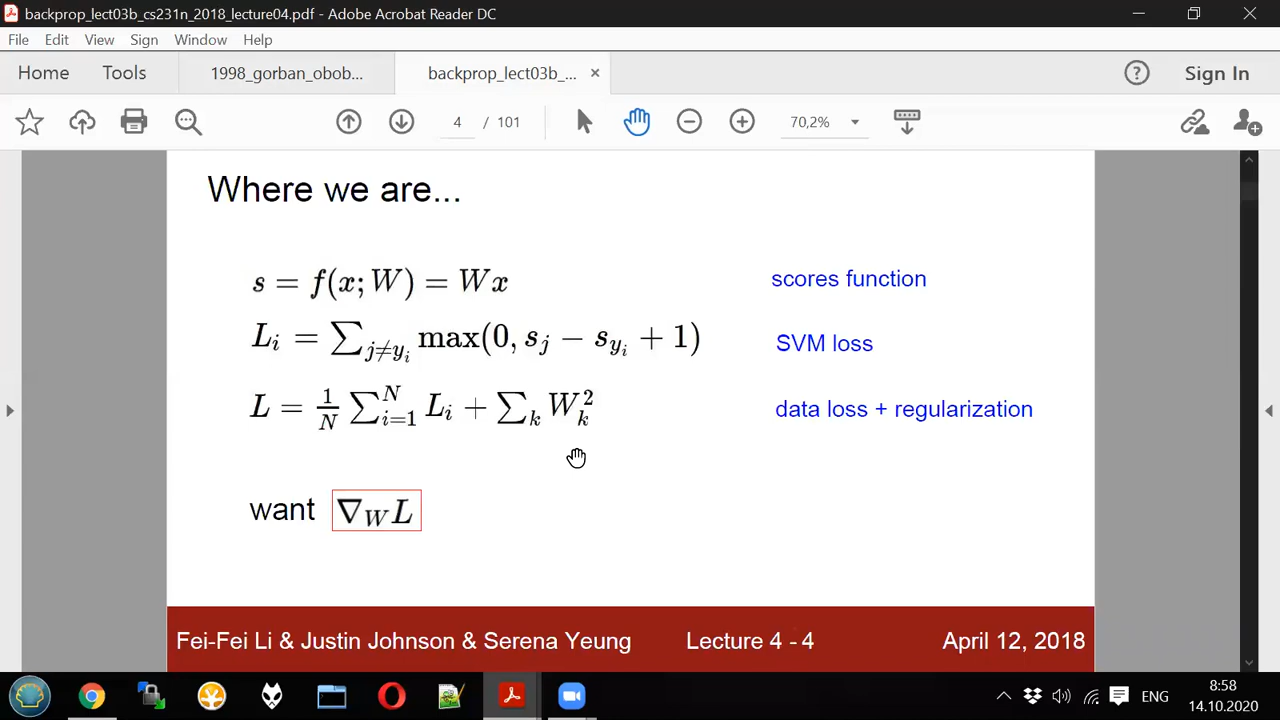 backprop_lect03b_cs231n_2018_lecture04.pdf - Adobe Acrobat Reader DC
File Edit View Sign Window Help
Home Tools 1998_gorban_obob... backprop_lect03b_... × Sign In
4 / 101 70,2%
Where we are...
s = f(x; W) = Wx scores function
L_i = ∑_{j≠y_i} max(0, s_j − s_{y_i} + 1) SVM loss
L = 1/N ∑_{i=1}^{N} L_i + ∑_k W_k^2 data loss + regularization
want ∇_W L
Fei-Fei Li & Justin Johnson & Serena Yeung Lecture 4 - 4 April 12, 2018
ENG 8:58
14.10.2020